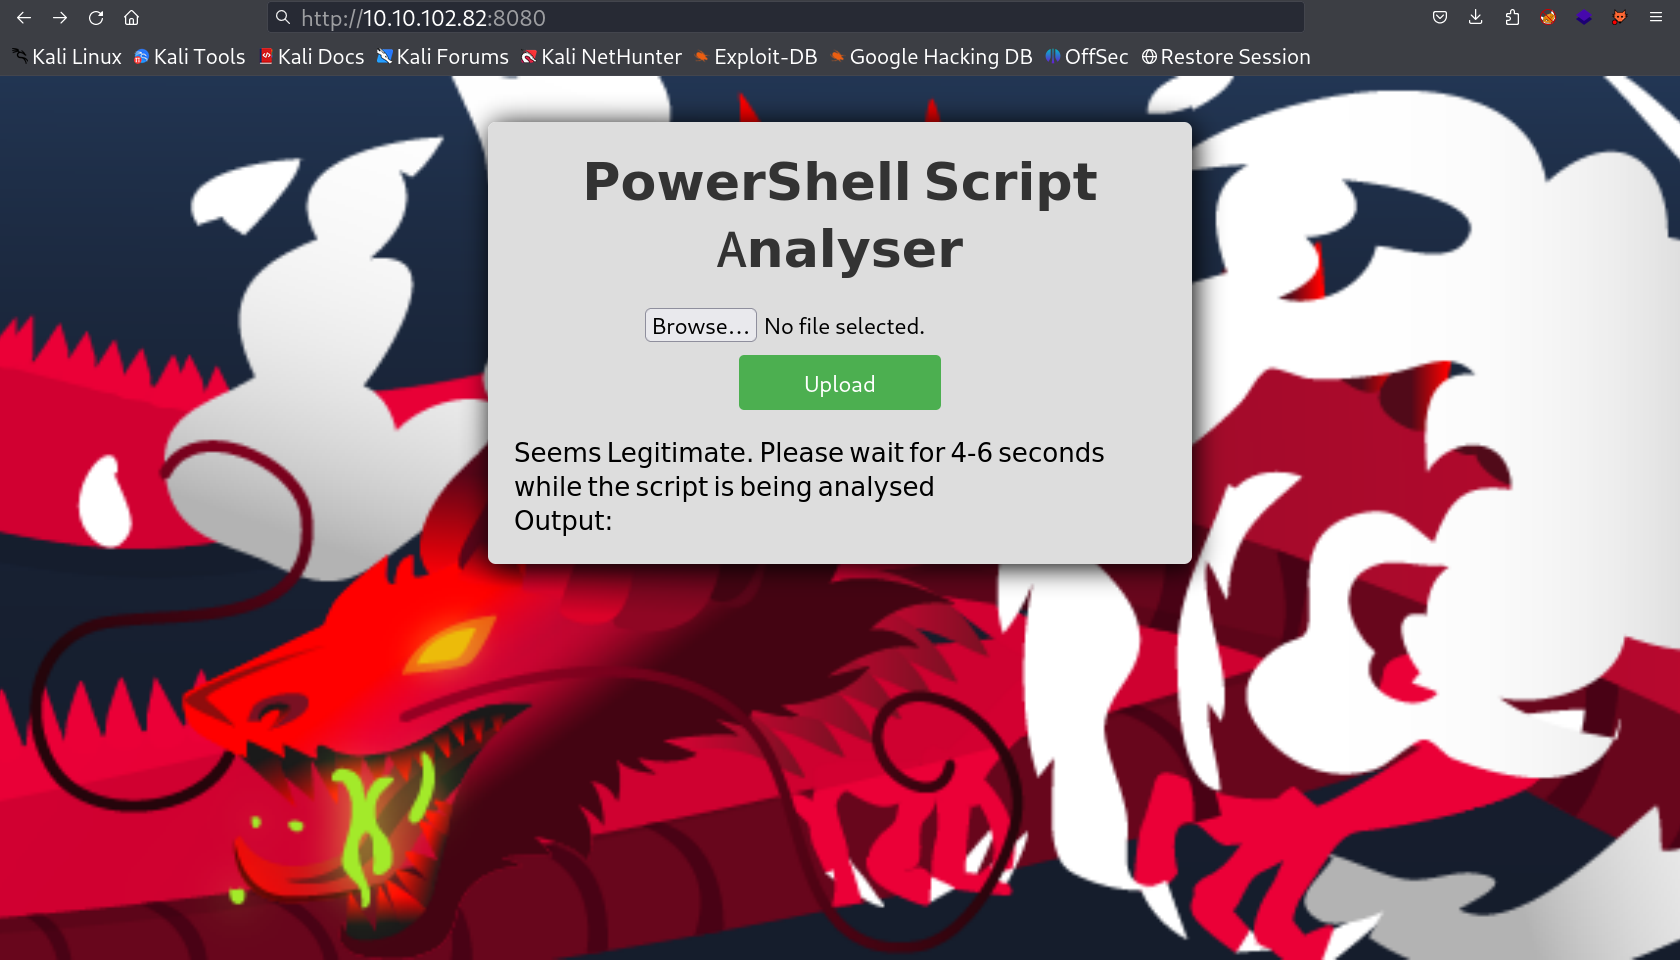 http://10.10.102.82:8080
Kali Linux Kali Tools Kali Docs Kali Forums Kali NetHunter Exploit-DB Google Hacking DB OffSec Restore Session
PowerShell Script
Analyser
Browse... No file selected.
Upload
Seems Legitimate. Please wait for 4-6 seconds
while the script is being analysed
Output: